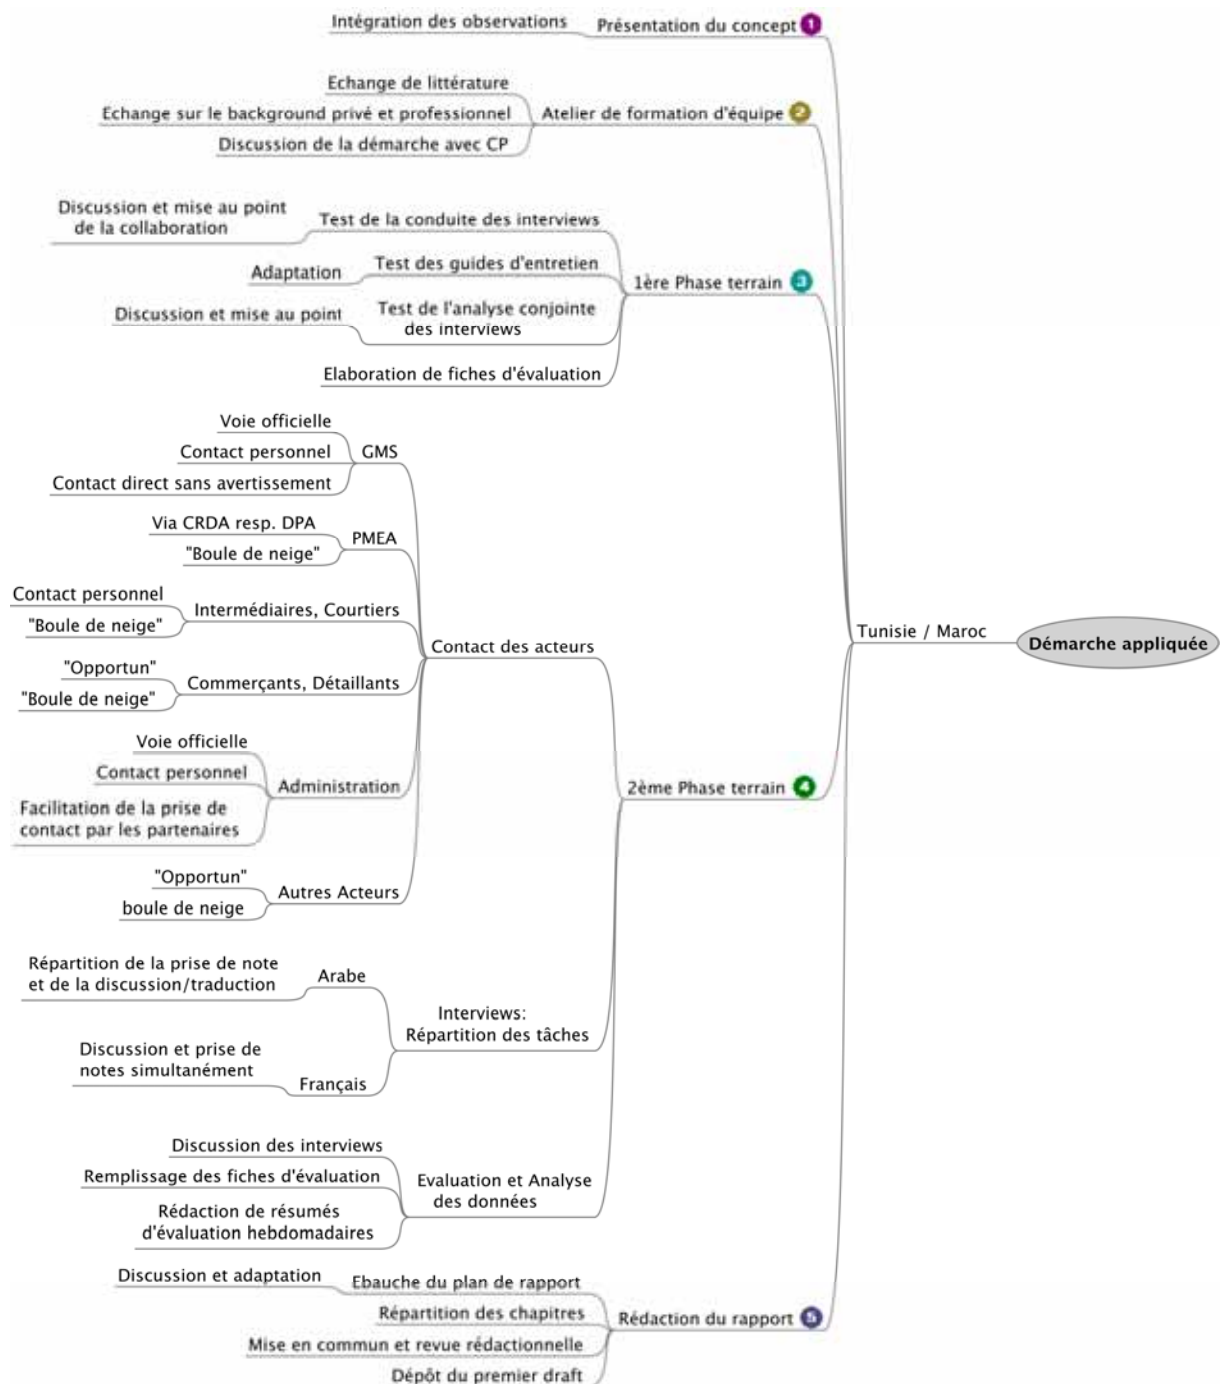 Intégration des observations
Présentation du concept 1
Echange de littérature
Echange sur le background privé et professionnel
Atelier de formation d'équipe 2
Discussion de la démarche avec CP
Discussion et mise au point
de la collaboration
Test de la conduite des interviews
Adaptation
Test des guides d'entretien
1ère Phase terrain 3
Discussion et mise au point
Test de l'analyse conjointe
des interviews
Elaboration de fiches d'évaluation
Voie officielle
Contact personnel
GMS
Contact direct sans avertissement
Via CRDA resp. DPA
PMEA
"Boule de neige"
Contact personnel
Intermédiaires, Courtiers
"Boule de neige"
Tunisie / Maroc
Démarche appliquée
Contact des acteurs
"Opportun"
Commerçants, Détaillants
"Boule de neige"
Voie officielle
Contact personnel
Administration
2ème Phase terrain 4
Facilitation de la prise de
contact par les partenaires
"Opportun"
Autres Acteurs
boule de neige
Répartition de la prise de note
et de la discussion/traduction
Arabe
Interviews:
Répartition des tâches
Discussion et prise de
notes simultanément
Français
Discussion des interviews
Remplissage des fiches d'évaluation
Evaluation et Analyse
des données
Rédaction de résumés
d'évaluation hebdomadaires
Discussion et adaptation
Ebauche du plan de rapport
Répartition des chapitres
Rédaction du rapport 5
Mise en commun et revue rédactionnelle
Dépôt du premier draft